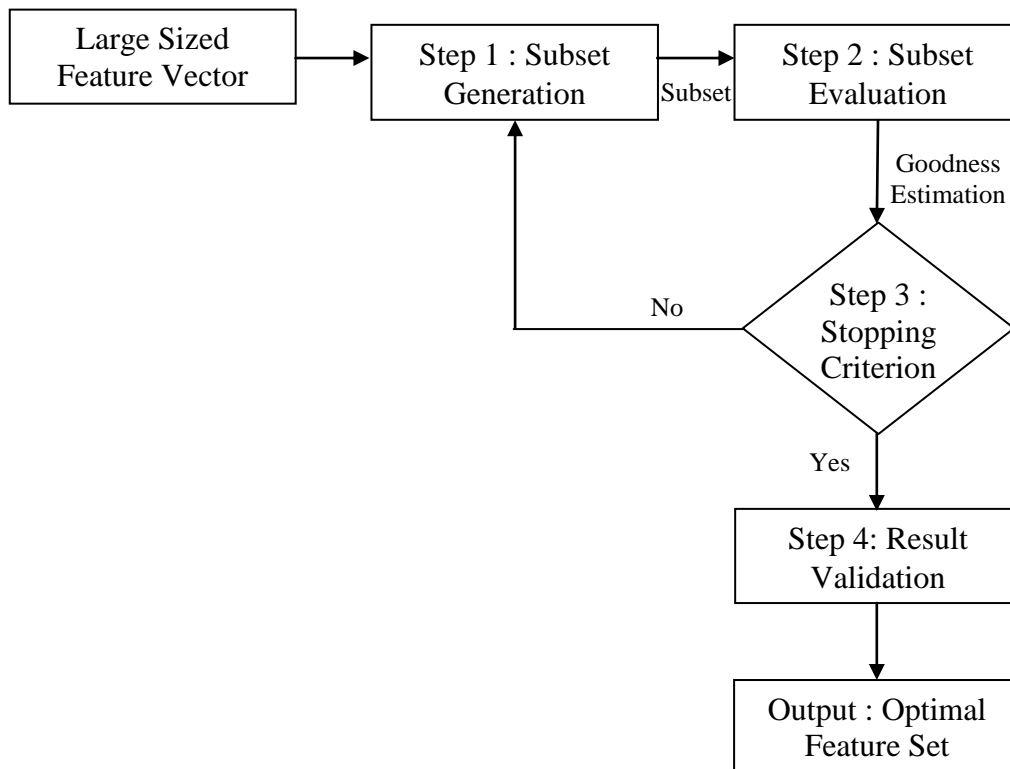 Large Sized
Feature Vector
Step 1 : Subset
Generation
Subset
Step 2 : Subset
Evaluation
Goodness
Estimation
Step 3 :
Stopping
Criterion
No
Yes
Step 4: Result
Validation
Output : Optimal
Feature Set